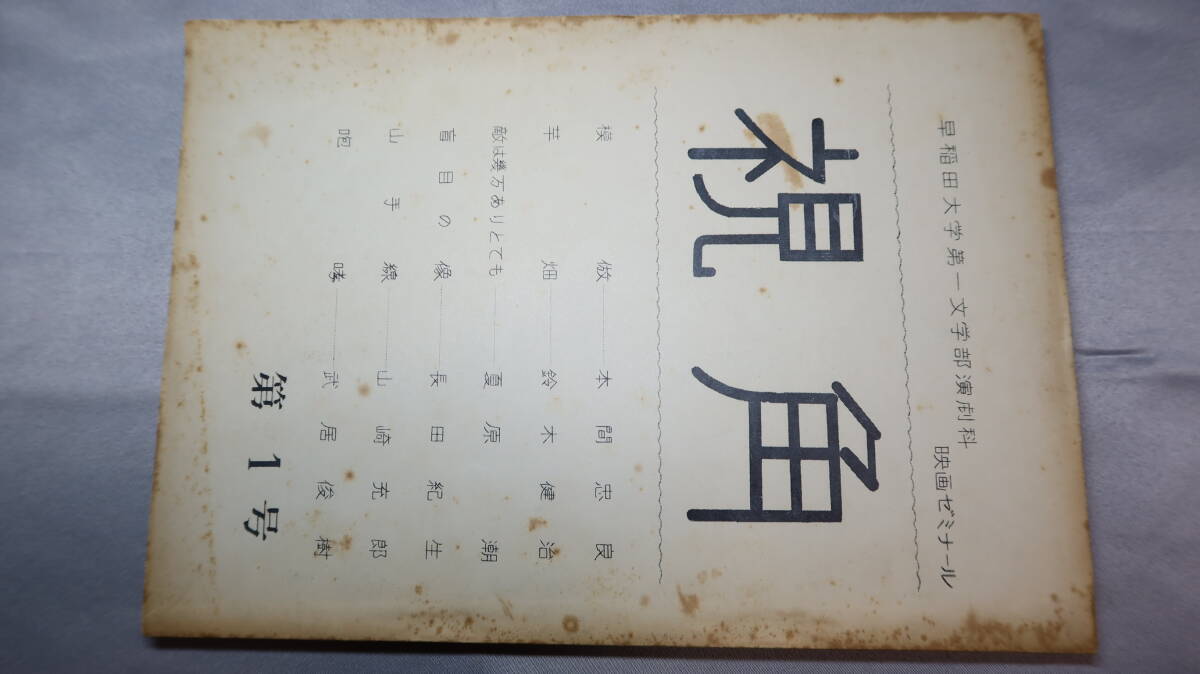 早稲田大学第一文学部演劇科
映画ゼミナール
視角
模倣……本間忠良
芋畑……鈴木健治
敵は幾万ありとても……夏原潮
盲目の像……長田紀生
山手線……山崎充郎
咆哮……武居俊樹
第1号